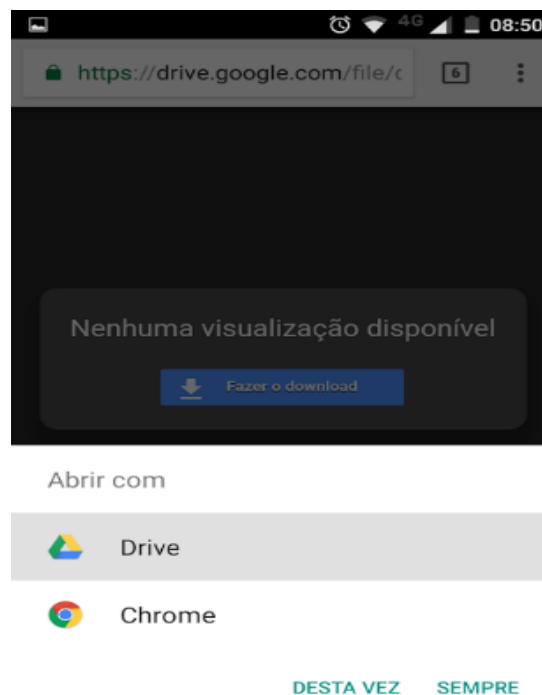 4G 08:50
https://drive.google.com/file/c 6
Nenhuma visualização disponível
Fazer o download
Abrir com
Drive
Chrome
DESTA VEZ SEMPRE